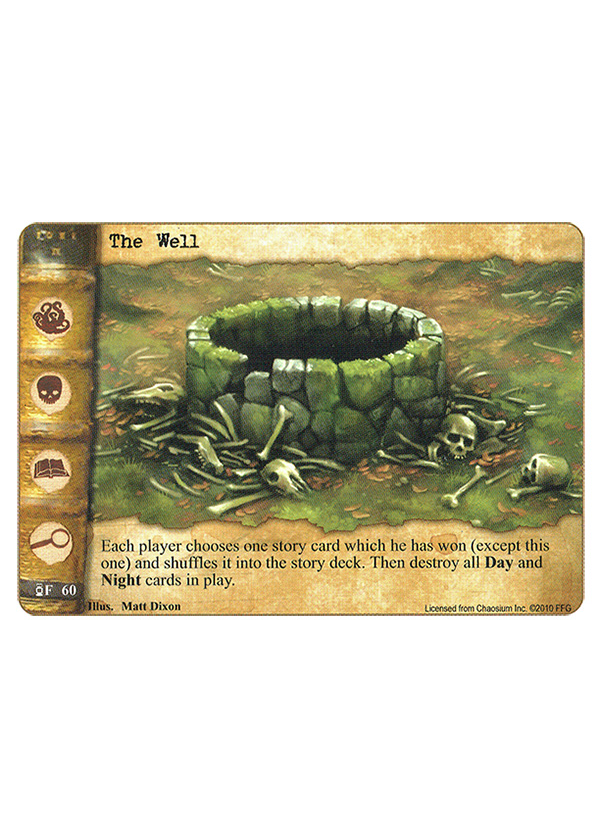 The Well
Each player chooses one story card which he has won (except this
one) and shuffles it into the story deck. Then destroy all Day and
Night cards in play.
F 60
Illus. Matt Dixon
Licensed from Chaosium Inc. ©2010 FFG